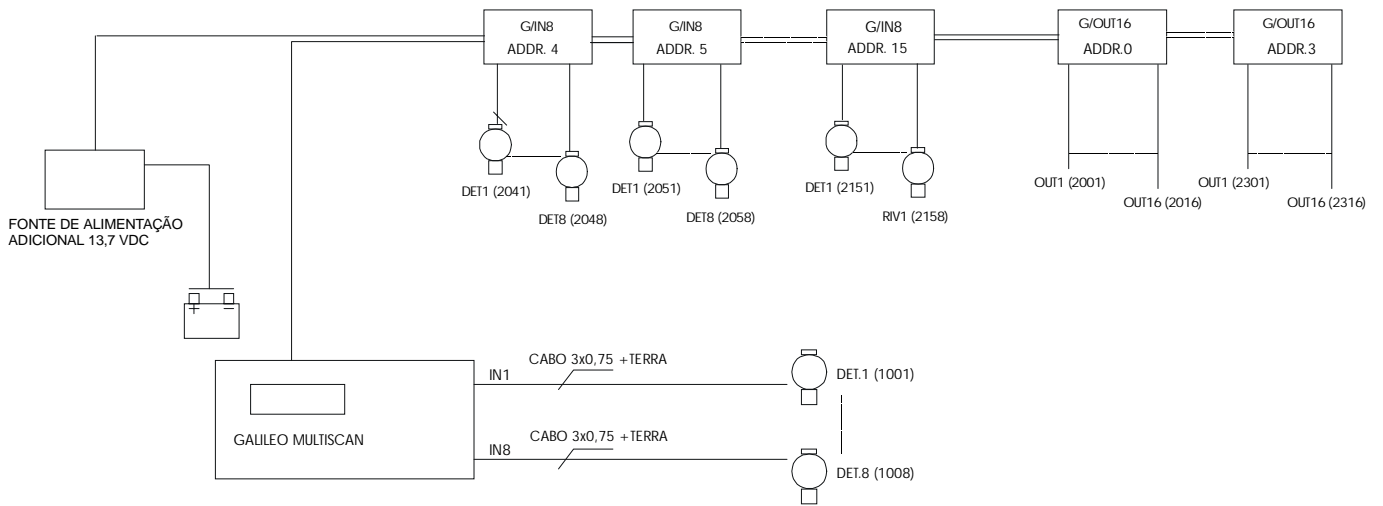 G/IN8
ADDR. 4
G/IN8
ADDR. 5
G/IN8
ADDR. 15
G/OUT16
ADDR.0
G/OUT16
ADDR.3
DET1 (2041)
DET8 (2048)
DET1 (2051)
DET8 (2058)
DET1 (2151)
RIV1 (2158)
OUT1 (2001)
OUT16 (2016)
OUT1 (2301)
OUT16 (2316)
FONTE DE ALIMENTAÇÃO
ADICIONAL 13,7 VDC
+ −
GALILEO MULTISCAN
IN1
CABO 3x0,75 +TERRA
DET.1 (1001)
IN8
CABO 3x0,75 +TERRA
DET.8 (1008)